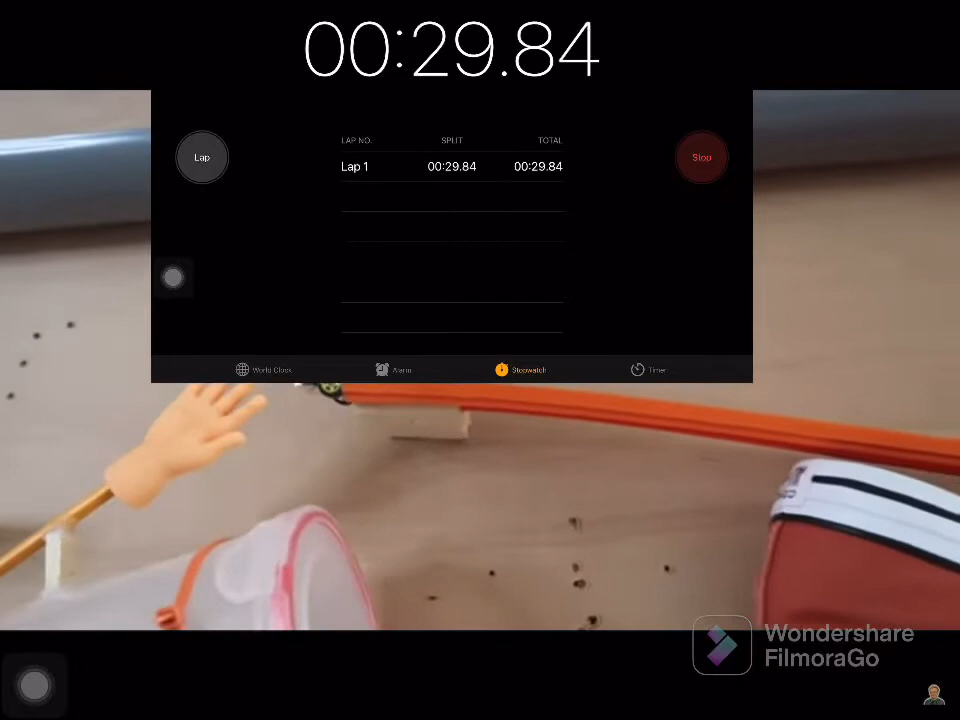 00:29.84
LAP NO. SPLIT TOTAL
Lap Stop
Lap 1 00:29.84 00:29.84
World Clock Alarm Stopwatch Timer
Wondershare
FilmoraGo